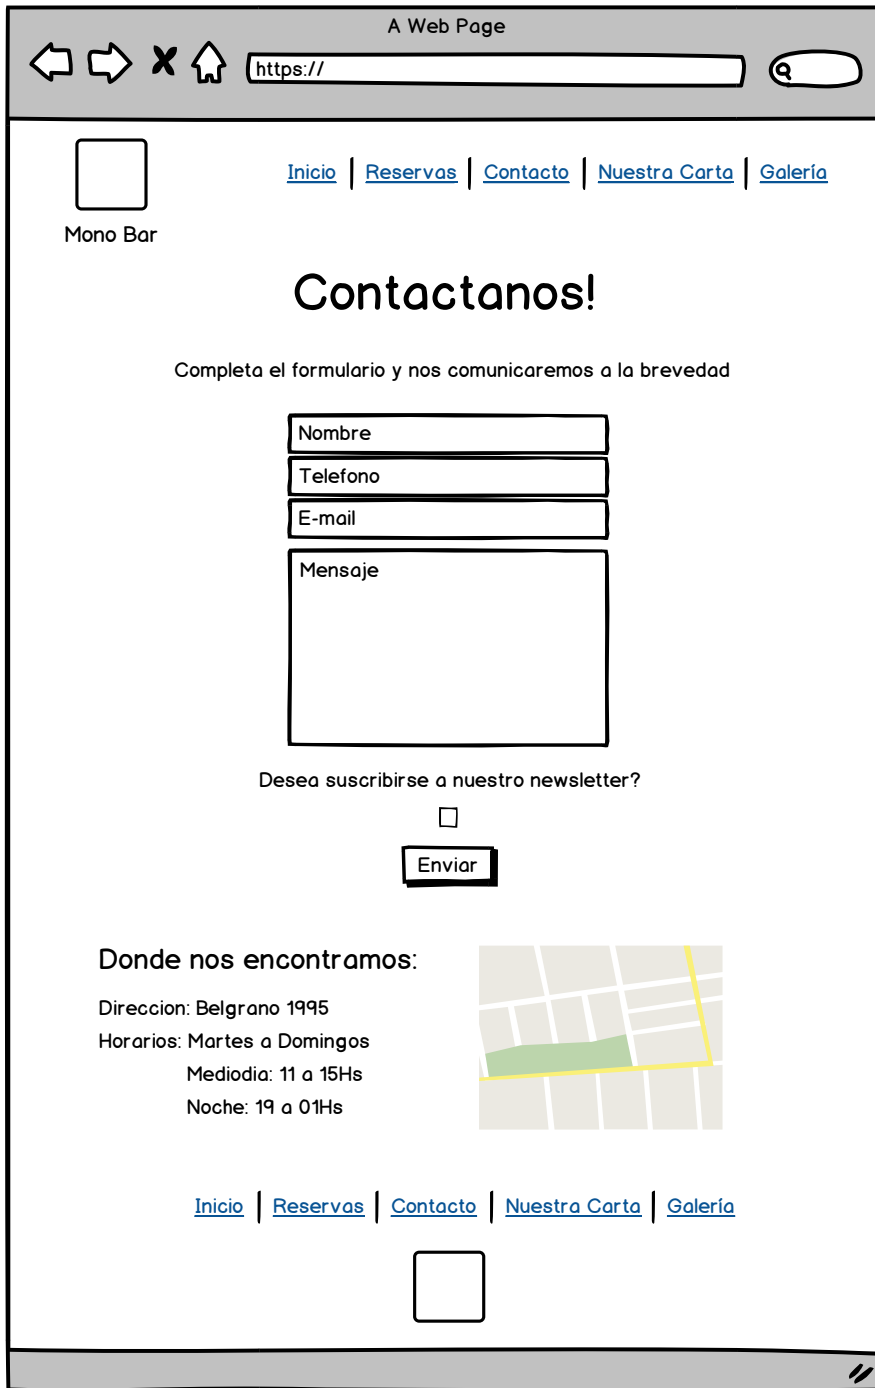 A Web Page
https://
Inicio | Reservas | Contacto | Nuestra Carta | Galería
Mono Bar
Contactanos!
Completa el formulario y nos comunicaremos a la brevedad
Nombre
Telefono
E-mail
Mensaje
Desea suscribirse a nuestro newsletter?
Enviar
Donde nos encontramos:
Direccion: Belgrano 1995
Horarios: Martes a Domingos
Mediodia: 11 a 15Hs
Noche: 19 a 01Hs
Inicio | Reservas | Contacto | Nuestra Carta | Galería